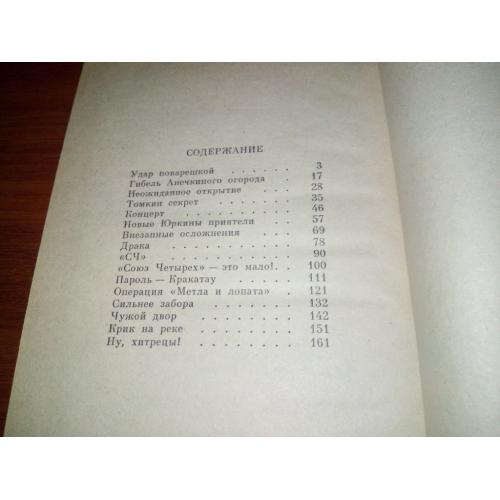 СОДЕРЖАНИЕ
Удар поварешкой . . . . 3
Гибель Анечкиного огорода . 17
Неожиданное открытие . . . 28
Томкин секрет . . . . . . 35
Концерт . . . . . . . . 46
Новые Юркины приятели . . 57
Внезапные осложнения . . . 69
Драка . . . . . . . . . 78
«СЧ» . . . . . . . . . 90
«Союз Четырех» — это мало! . . 100
Пароль — Кракатау . . . . . 111
Операция «Метла и лопата» . . 121
Сильнее забора . . . . . . 132
Чужой двор . . . . . . . 142
Крик на реке . . . . . . 151
Ну, хитрецы! . . . . . . . 161